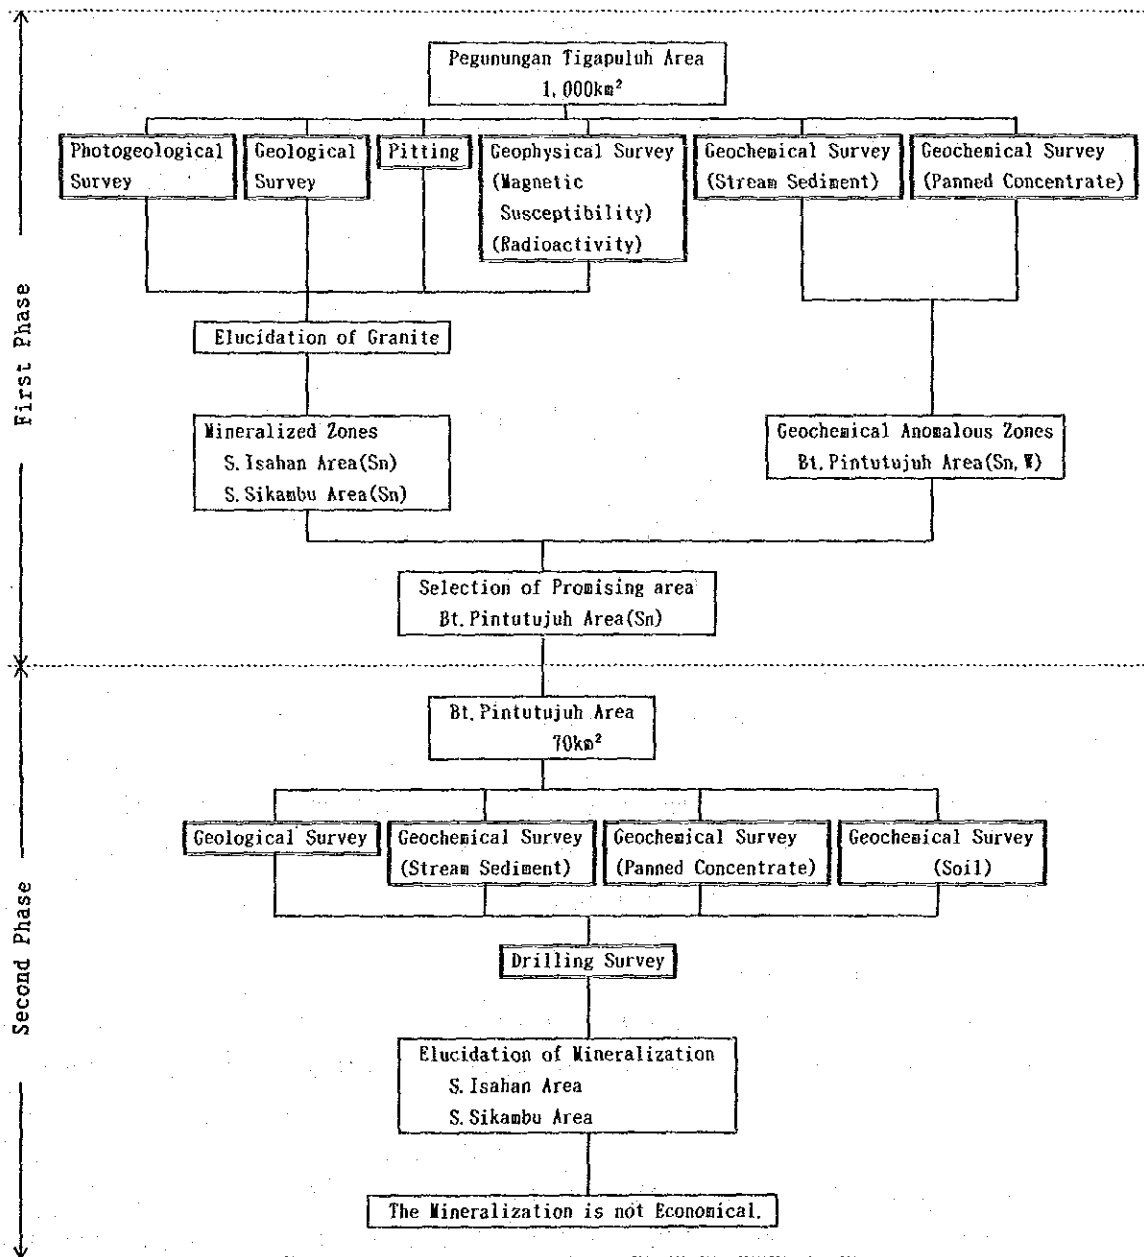 First Phase
Pegunungan Tigapuluh Area
1,000km²
Photogeological
Survey
Geological
Survey
Pitting
Geophysical Survey
(Magnetic
Susceptibility)
(Radioactivity)
Geochemical Survey
(Stream Sediment)
Geochemical Survey
(Panned Concentrate)
Elucidation of Granite
Mineralized Zones
S.Isahan Area(Sn)
S.Sikambu Area(Sn)
Geochemical Anomalous Zones
Bt.Pintutujuh Area(Sn,W)
Selection of Promising area
Bt.Pintutujuh Area(Sn)
Second Phase
Bt.Pintutujuh Area
70km²
Geological Survey
Geochemical Survey
(Stream Sediment)
Geochemical Survey
(Panned Concentrate)
Geochemical Survey
(Soil)
Drilling Survey
Elucidation of Mineralization
S.Isahan Area
S.Sikambu Area
The Mineralization is not Economical.